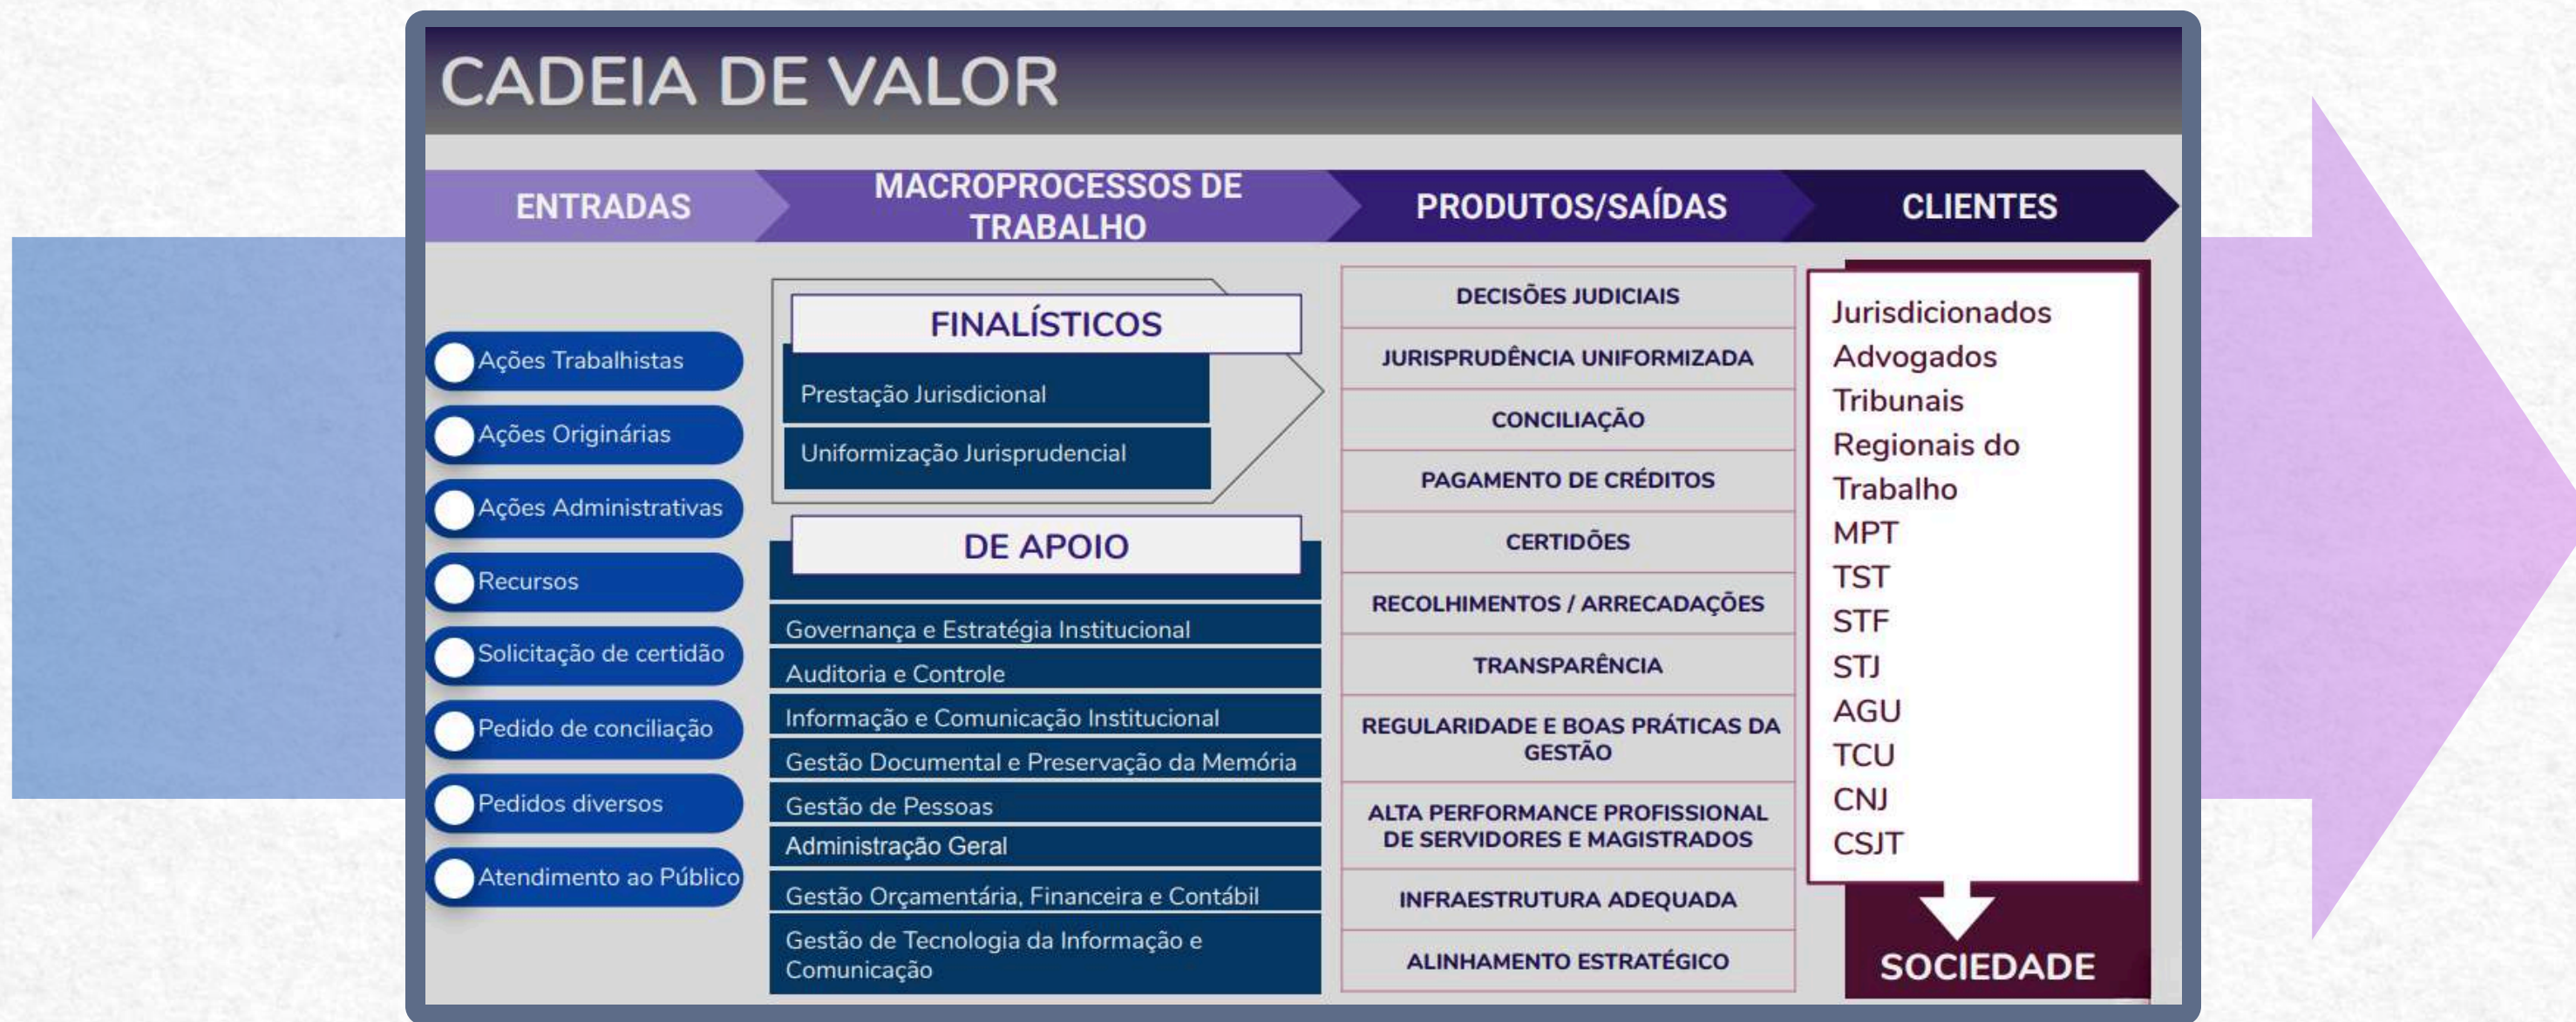 CADEIA DE VALOR
ENTRADAS
MACROPROCESSOS DE
TRABALHO
PRODUTOS/SAÍDAS
CLIENTES
Ações Trabalhistas
Ações Originárias
Ações Administrativas
Recursos
Solicitação de certidão
Pedido de conciliação
Pedidos diversos
Atendimento ao Público
FINALÍSTICOS
Prestação Jurisdicional
Uniformização Jurisprudencial
DE APOIO
Governança e Estratégia Institucional
Auditoria e Controle
Informação e Comunicação Institucional
Gestão Documental e Preservação da Memória
Gestão de Pessoas
Administração Geral
Gestão Orçamentária, Financeira e Contábil
Gestão de Tecnologia da Informação e
Comunicação
DECISÕES JUDICIAIS
JURISPRUDÊNCIA UNIFORMIZADA
CONCILIAÇÃO
PAGAMENTO DE CRÉDITOS
CERTIDÕES
RECOLHIMENTOS / ARRECADAÇÕES
TRANSPARÊNCIA
REGULARIDADE E BOAS PRÁTICAS DA
GESTÃO
ALTA PERFORMANCE PROFISSIONAL
DE SERVIDORES E MAGISTRADOS
INFRAESTRUTURA ADEQUADA
ALINHAMENTO ESTRATÉGICO
Jurisdicionados
Advogados
Tribunais
Regionais do
Trabalho
MPT
TST
STF
STJ
AGU
TCU
CNJ
CSJT
SOCIEDADE